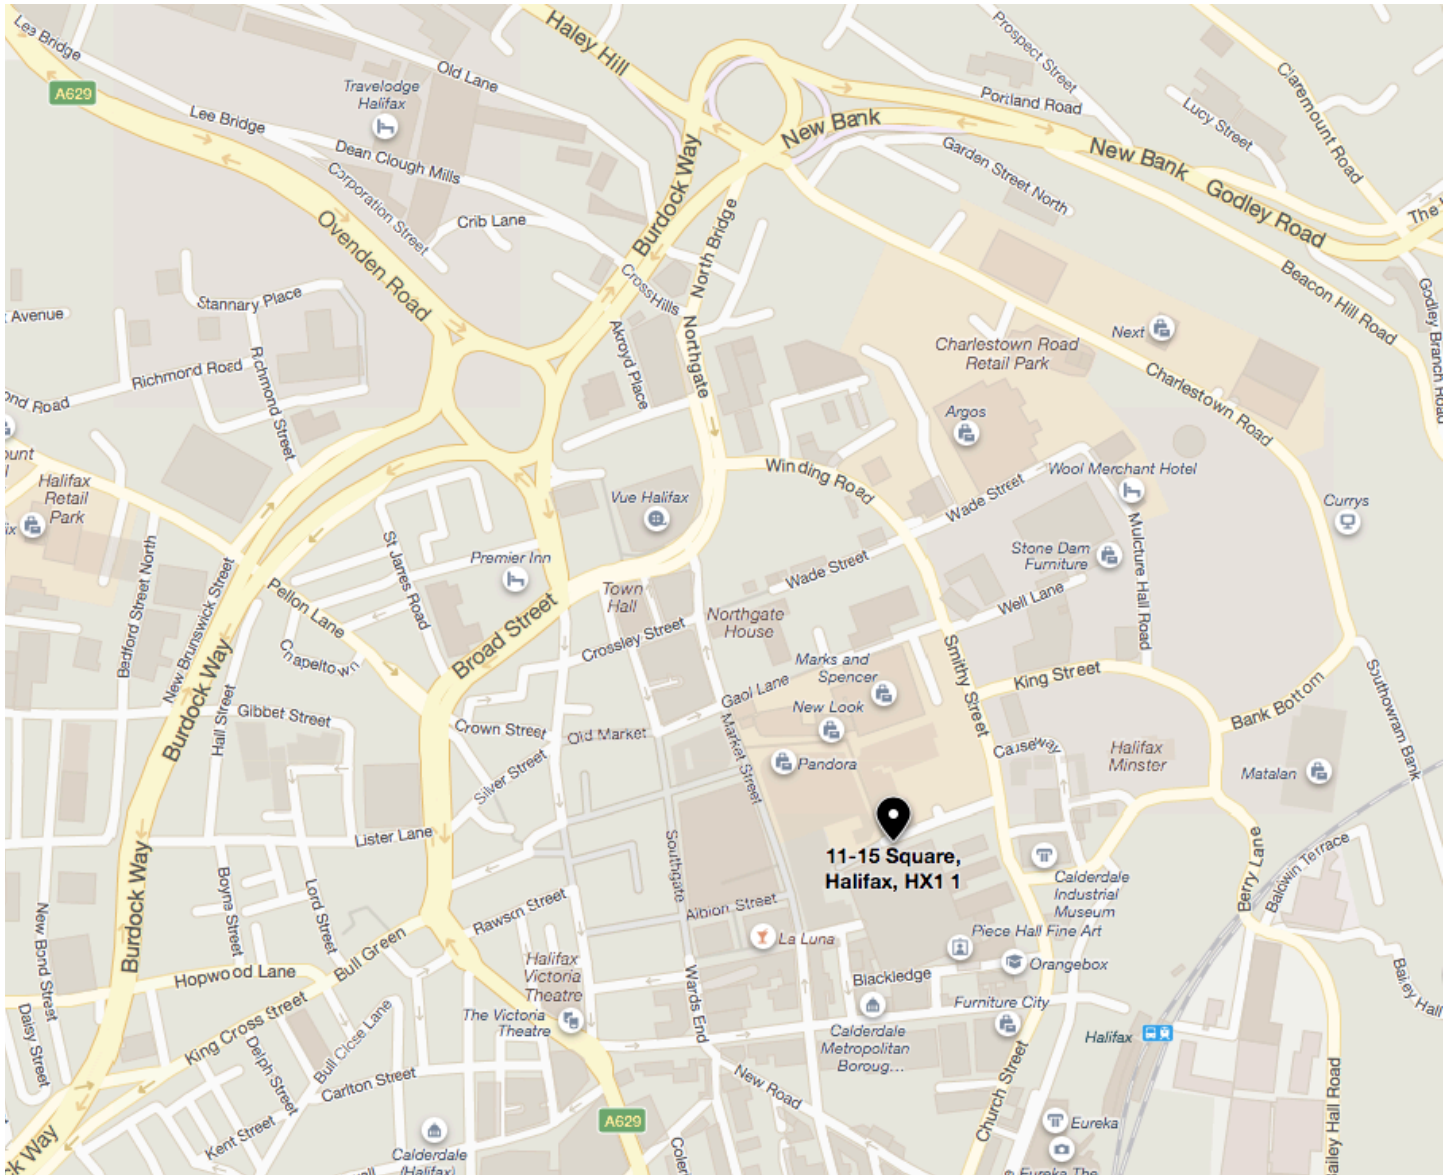 Lee Bridge
A629
Travelodge
Halifax
Old Lane
Haley Hill
Prospect Street
Portland Road
Claremount Road
Lucy Street
Lee Bridge
Dean Clough Mills
Corporation Street
Crib Lane
Burdock Way
New Bank
Garden Street North
New Bank
Godley Road
Ovenden Road
North Bridge
Cross Hills
Beacon Hill Road
Godley Branch Road
Stannary Place
Avenue
Richmond Road
Richmond Street
Akroyd Place
Northgate
Charlestown Road
Retail Park
Next
Charlestown Road
Argos
Halifax
Retail
Park
Winding Road
Wade Street
Wool Merchant Hotel
Currys
Vue Halifax
Premier Inn
St James Road
Bedford Street North
New Brunswick Street
Pellon Lane
Town
Hall
Wade Street
Stone Dam
Furniture
Mulcture Hall Road
Well Lane
Northgate
House
Crossley Street
Broad Street
Chapeltown
Burdock Way
Hall Street
Gibbet Street
Crown Street
Old Market
Gaol Lane
Marks and
Spencer
New Look
Pandora
Smithy Street
King Street
Causeway
Halifax
Minster
Bank Bottom
Southowram Bank
Matalan
Silver Street
Market Street
Lister Lane
11-15 Square,
Halifax, HX1 1
Calderdale
Industrial
Museum
Berry Lane
Baldwin Terrace
Southgate
Albion Street
La Luna
Piece Hall Fine Art
Orangebox
Boyne Street
Lord Street
Rawson Street
Bull Green
Burdock Way
New Bond Street
Hopwood Lane
Halifax
Victoria
Theatre
The Victoria
Theatre
Wards End
Blackledge
Furniture City
Calderdale
Metropolitan
Boroug...
Halifax
Bailey Hall
King Cross Street
Bull Close Lane
Daisy Street
Delph Street
Carlton Street
Kent Street
New Road
Church Street
A629
Eureka
Bailey Hall Road
Calderdale
(Halifax)
Eureka The